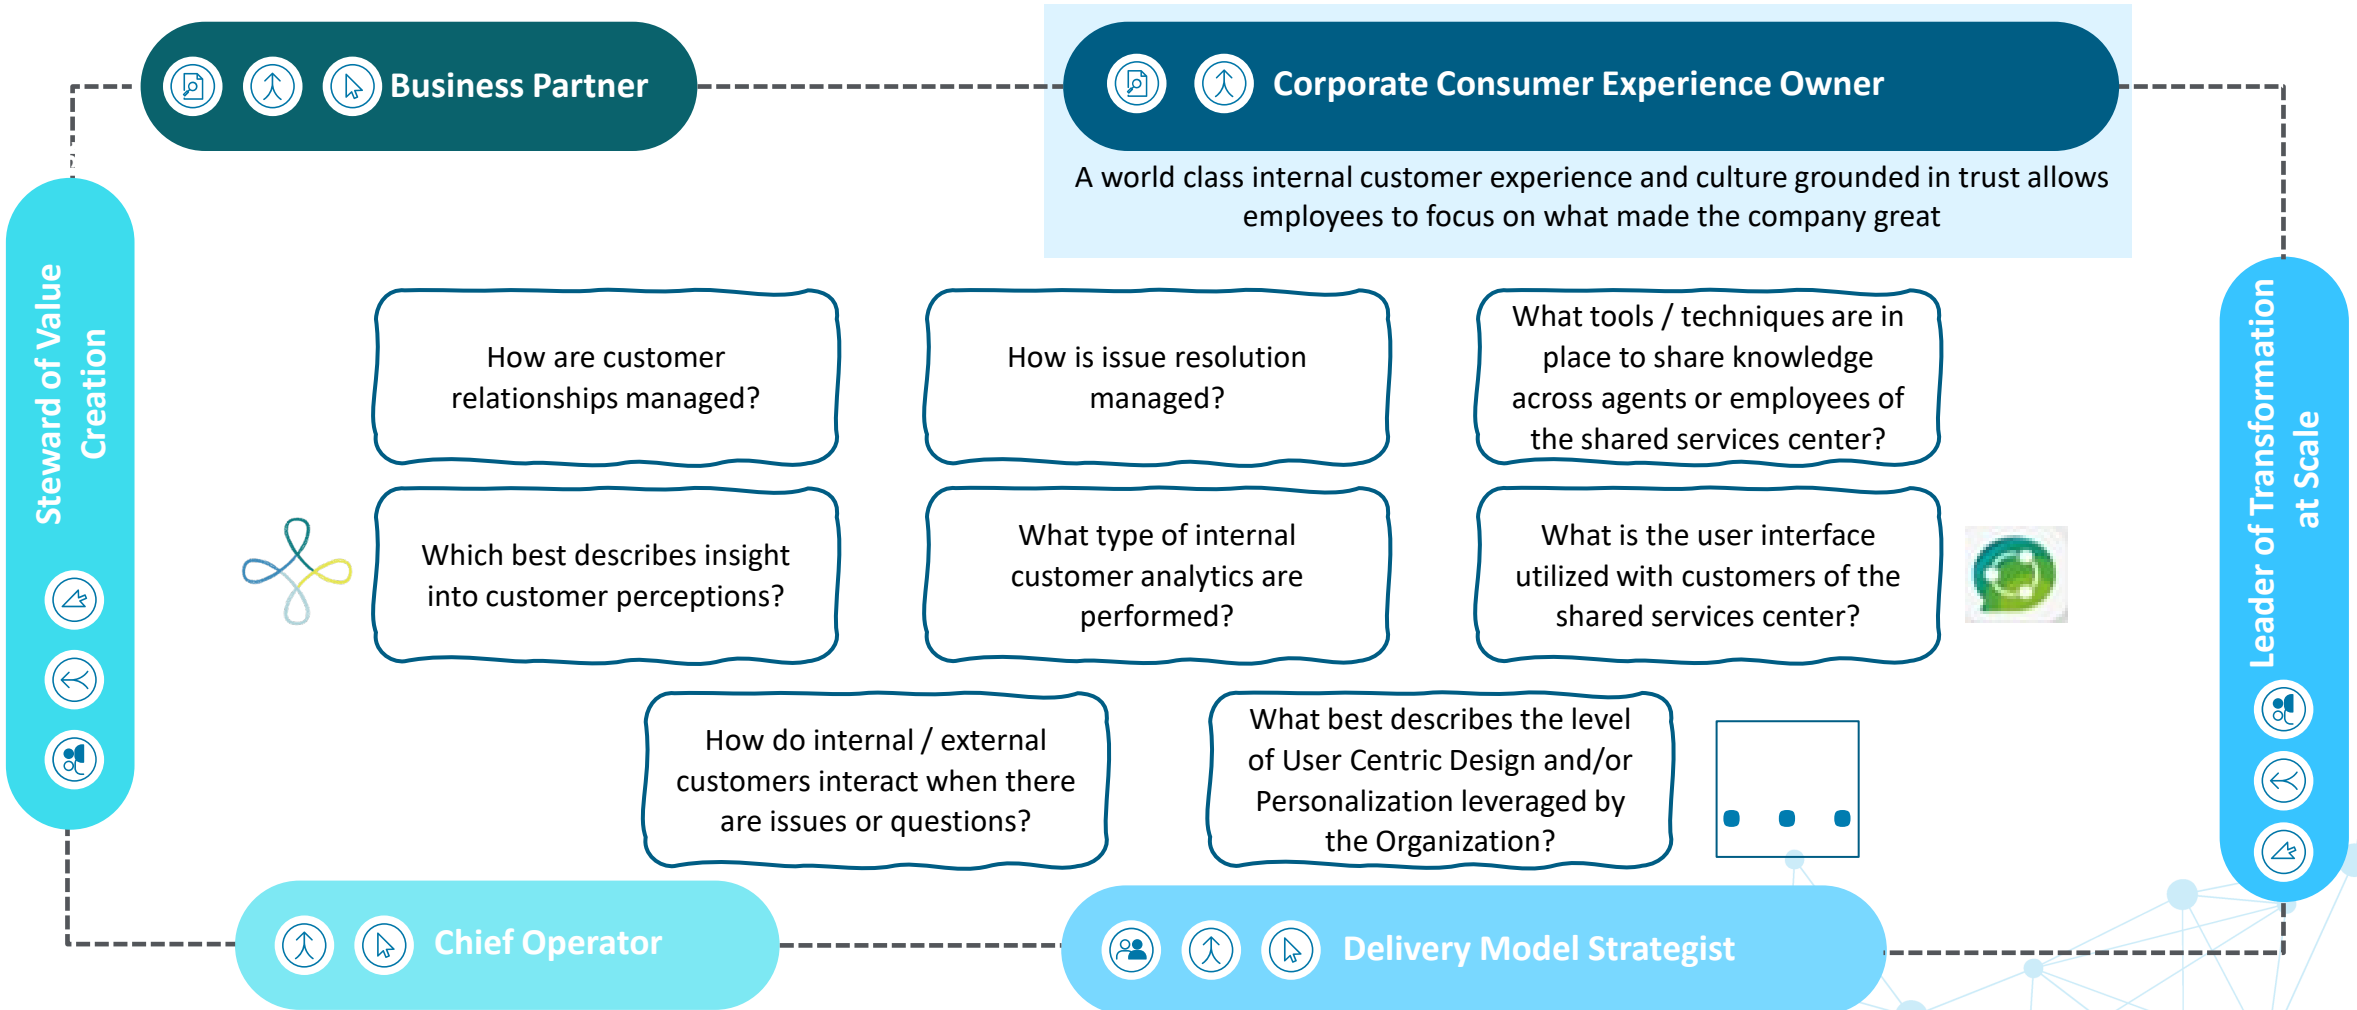 Business Partner
Corporate Consumer Experience Owner
A world class internal customer experience and culture grounded in trust allows
employees to focus on what made the company great
Steward of Value
Creation
How are customer
relationships managed?
How is issue resolution
managed?
What tools / techniques are in
place to share knowledge
across agents or employees of
the shared services center?
Which best describes insight
into customer perceptions?
What type of internal
customer analytics are
performed?
What is the user interface
utilized with customers of the
shared services center?
How do internal / external
customers interact when there
are issues or questions?
What best describes the level
of User Centric Design and/or
Personalization leveraged by
the Organization?
Leader of Transformation
at Scale
Chief Operator
Delivery Model Strategist